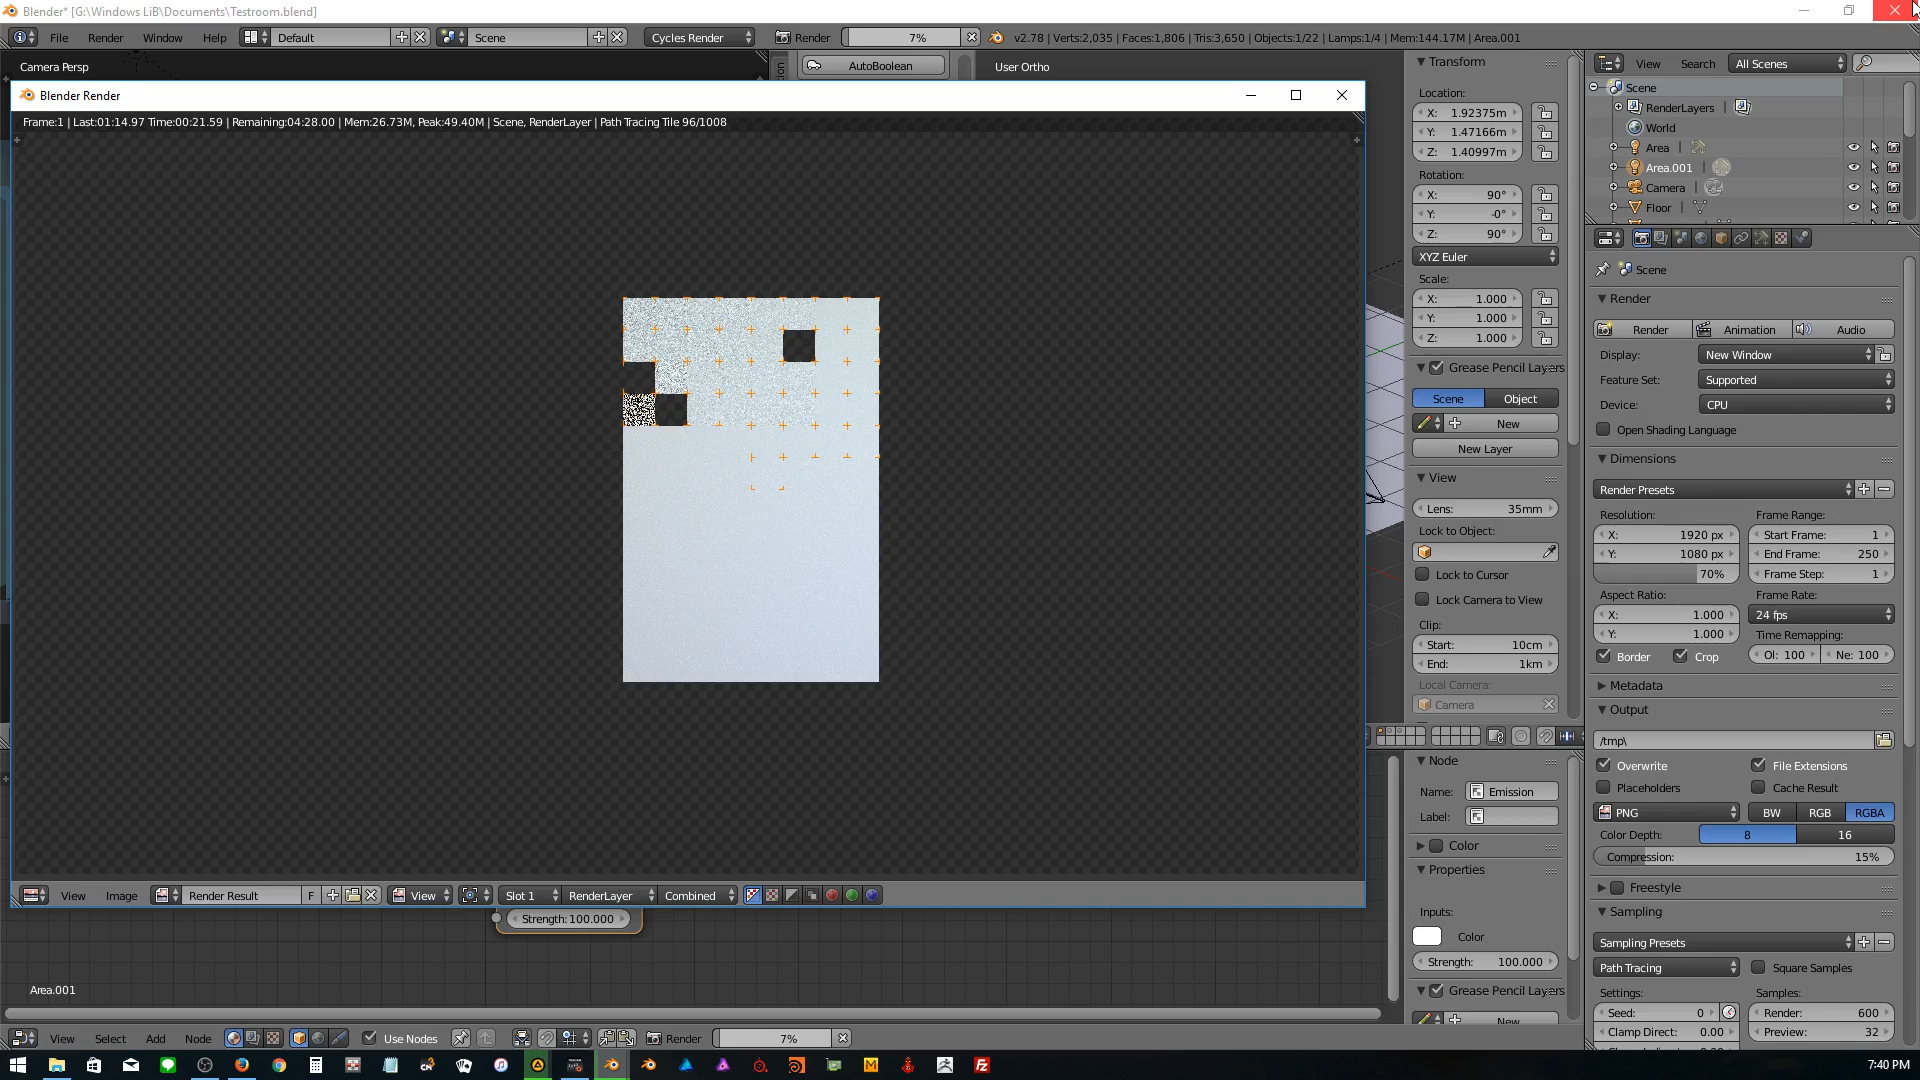 Blender* [G:\Windows LiB\Documents\Testroom.blend]
File Render Window Help Default Scene Cycles Render Render 7% v2.78 | Verts:2,035 | Faces:1,806 | Tris:3,650 | Objects:1/22 | Lamps:1/4 | Mem:144.17M | Area.001
Camera Persp
AutoBoolean
User Ortho
Blender Render
Frame:1 | Last:01:14.97 Time:00:21.59 | Remaining:04:28.00 | Mem:26.73M, Peak:49.40M | Scene, RenderLayer | Path Tracing Tile 96/1008
View Image Render Result F View Slot 1 RenderLayer Combined
Strength: 100.000
Area.001
View Select Add Node Use Nodes Render 7%
Transform
Location:
X: 1.92375m
Y: 1.47166m
Z: 1.40997m
Rotation:
X: 90°
Y: -0°
Z: 90°
XYZ Euler
Scale:
X: 1.000
Y: 1.000
Z: 1.000
Grease Pencil Layers
Scene Object
New
New Layer
View
Lens: 35mm
Lock to Object:
Lock to Cursor
Lock Camera to View
Clip:
Start: 10cm
End: 1km
Local Camera:
Camera
Node
Name: Emission
Label:
Color
Properties
Inputs:
Color
Strength: 100.000
Grease Pencil Layers
New
View Search All Scenes
Scene
RenderLayers
World
Area
Area.001
Camera
Floor
Scene
Render
Render Animation Audio
Display: New Window
Feature Set: Supported
Device: CPU
Open Shading Language
Dimensions
Render Presets
Resolution: Frame Range:
X: 1920 px Start Frame: 1
Y: 1080 px End Frame: 250
70% Frame Step: 1
Aspect Ratio: Frame Rate:
X: 1.000 24 fps
Y: 1.000 Time Remapping:
Border Crop Ol: 100 Ne: 100
Metadata
Output
/tmp\
Overwrite File Extensions
Placeholders Cache Result
PNG BW RGB RGBA
Color Depth: 8 16
Compression: 15%
Freestyle
Sampling
Sampling Presets
Path Tracing Square Samples
Settings: Samples:
Seed: 0 Render: 600
Clamp Direct: 0.00 Preview: 32
7:40 PM